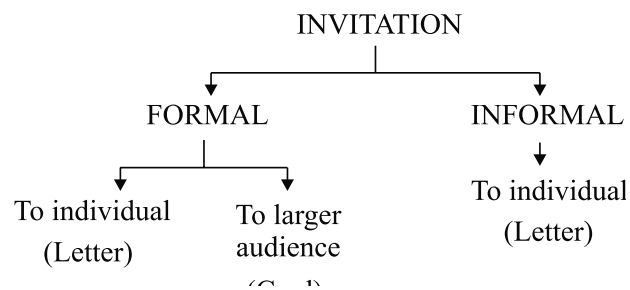 INVITATION
FORMAL
INFORMAL
To individual
(Letter)
To larger
audience
To individual
(Letter)